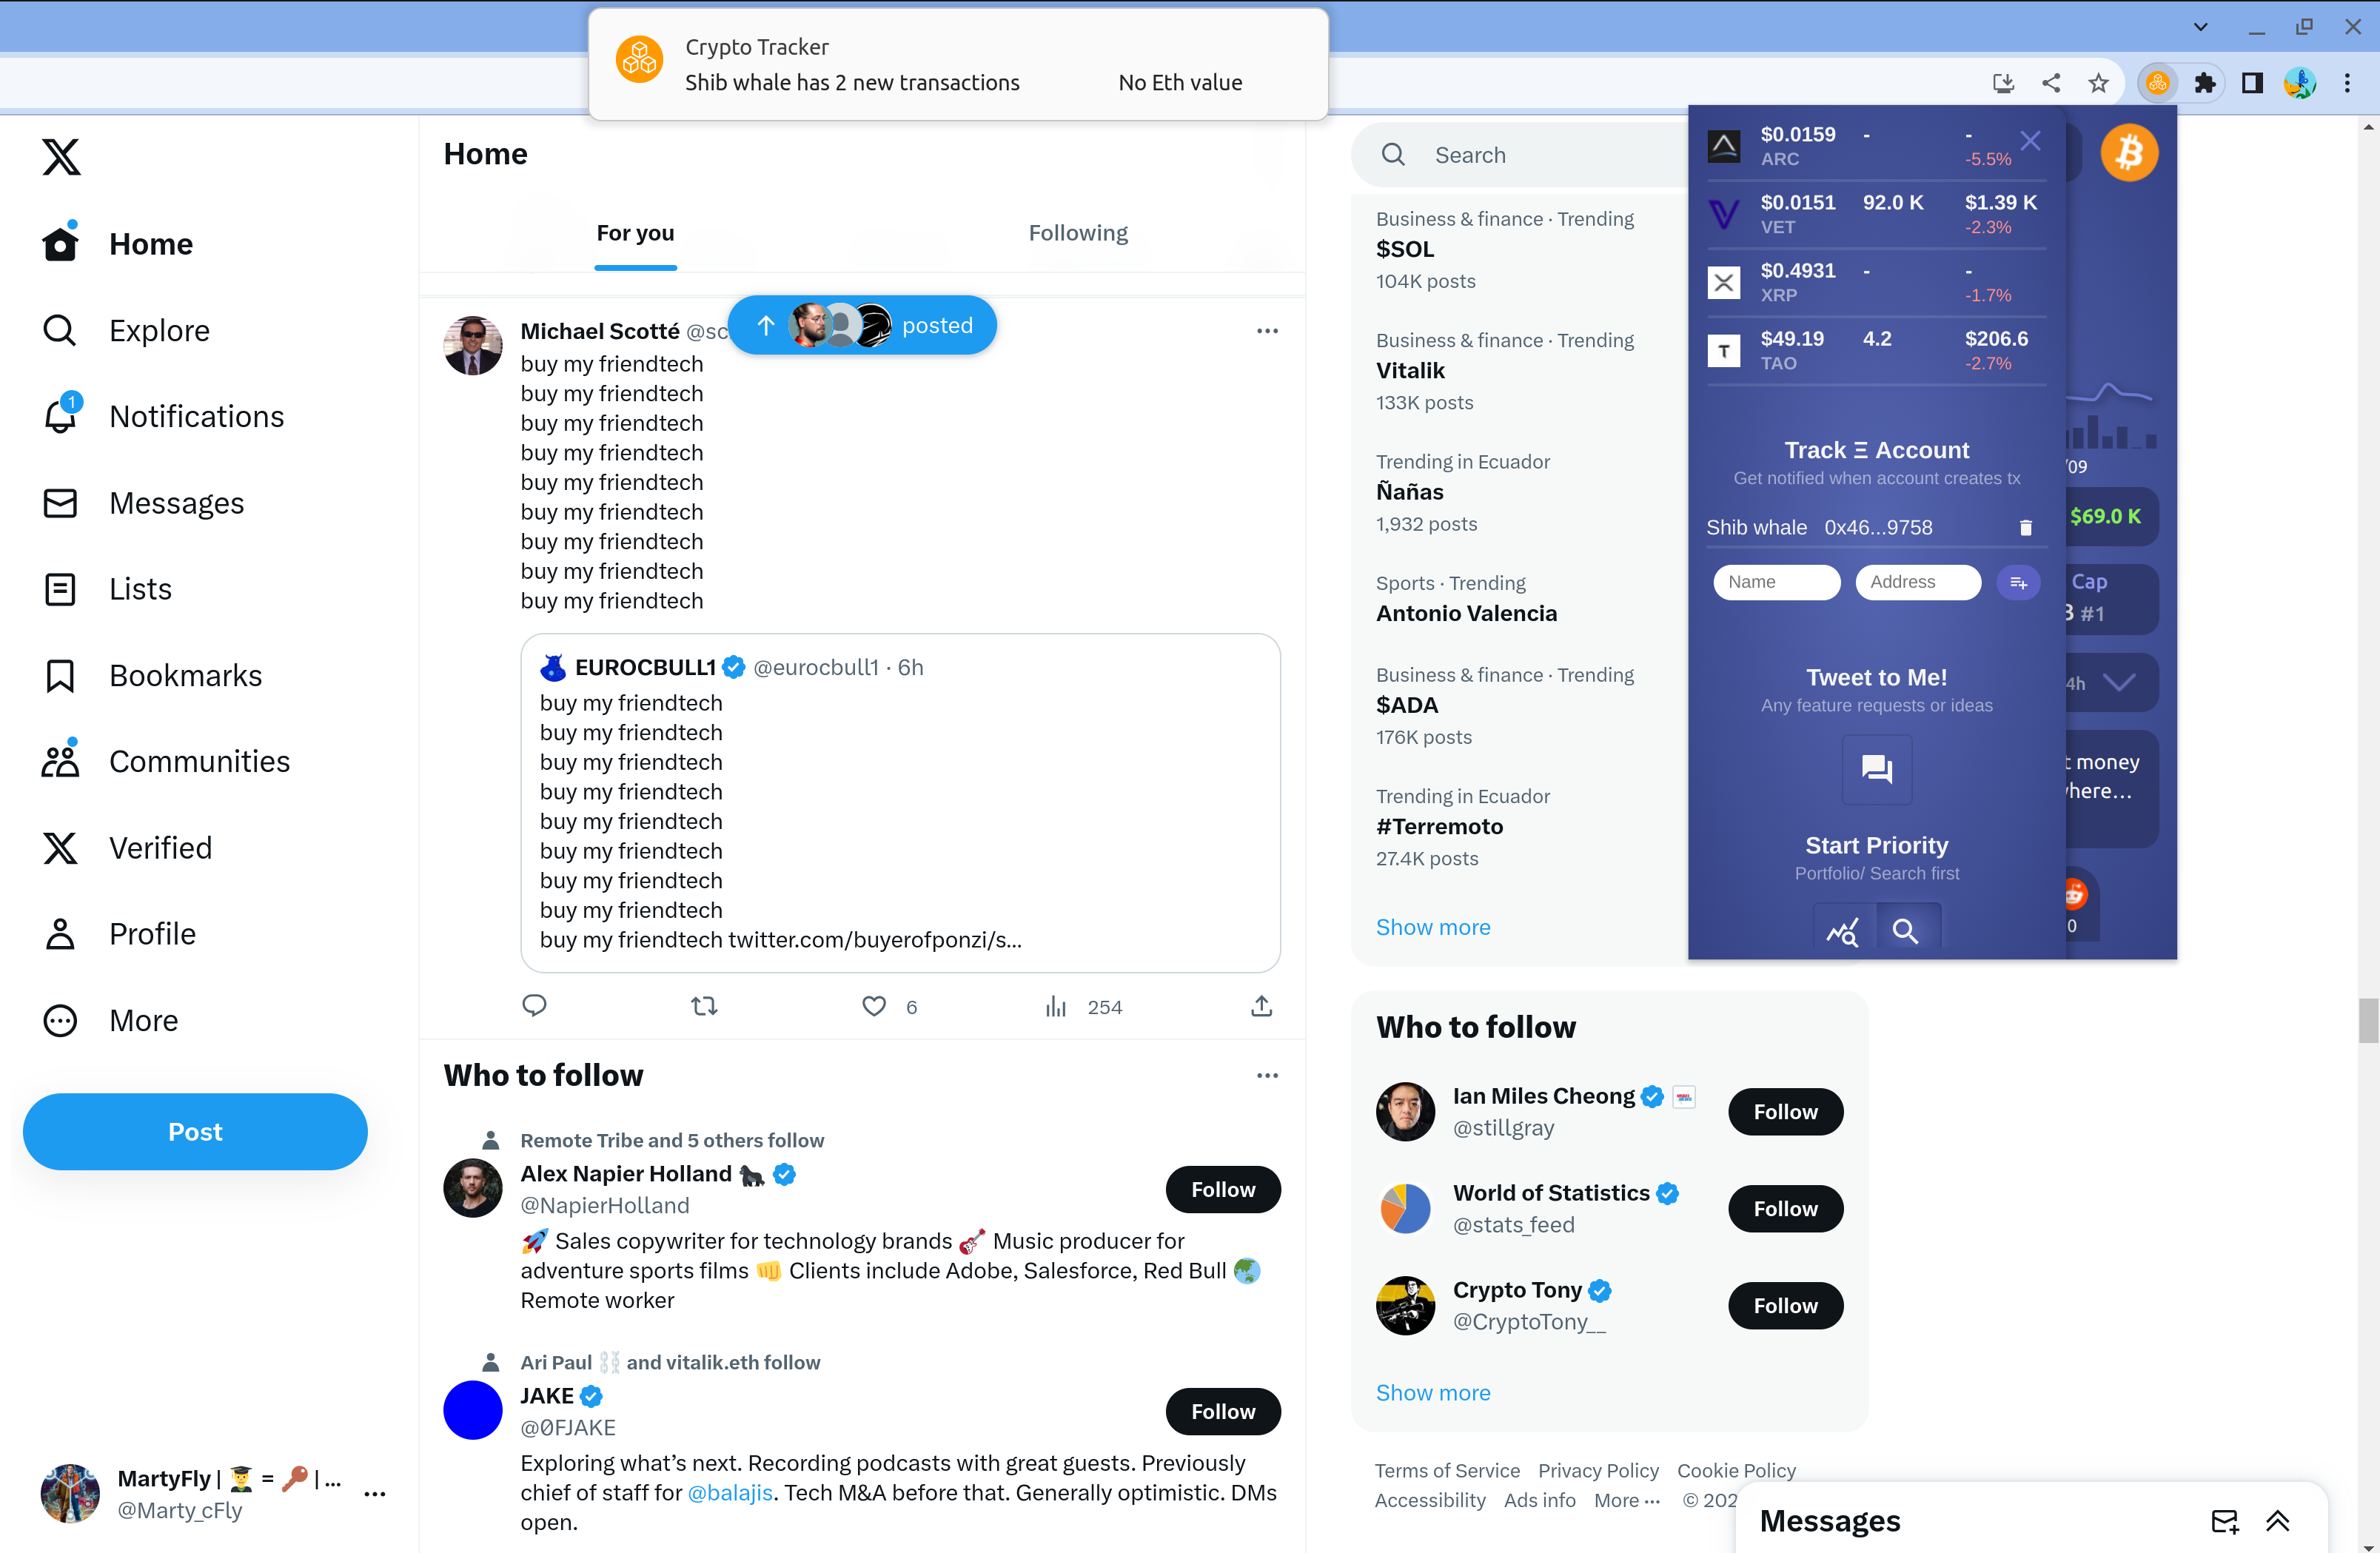 Crypto Tracker
Shib whale has 2 new transactions No Eth value
Home
Explore
1
Notifications
Messages
Lists
Bookmarks
Communities
Verified
Profile
More
Post
MartyFly | = | ...
@Marty_cFly
Home
For you Following
posted
Michael Scotté @sc
buy my friendtech
buy my friendtech
buy my friendtech
buy my friendtech
buy my friendtech
buy my friendtech
buy my friendtech
buy my friendtech
buy my friendtech
EUROCBULL1 @eurocbull1 · 6h
buy my friendtech
buy my friendtech
buy my friendtech
buy my friendtech
buy my friendtech
buy my friendtech
buy my friendtech
buy my friendtech
buy my friendtech twitter.com/buyerofponzi/s...
6 254
Who to follow
Remote Tribe and 5 others follow
Alex Napier Holland
@NapierHolland
Follow
🚀 Sales copywriter for technology brands 🎸 Music producer for
adventure sports films 👊 Clients include Adobe, Salesforce, Red Bull 🌏
Remote worker
Ari Paul ⛓ and vitalik.eth follow
JAKE
@0FJAKE
Follow
Exploring what’s next. Recording podcasts with great guests. Previously
chief of staff for @balajis. Tech M&A before that. Generally optimistic. DMs
open.
Search
Business & finance · Trending
$SOL
104K posts
Business & finance · Trending
Vitalik
133K posts
Trending in Ecuador
Ñañas
1,932 posts
Sports · Trending
Antonio Valencia
Business & finance · Trending
$ADA
176K posts
Trending in Ecuador
#Terremoto
27.4K posts
Show more
Who to follow
Ian Miles Cheong
@stillgray
Follow
World of Statistics
@stats_feed
Follow
Crypto Tony
@CryptoTony__
Follow
Show more
Terms of Service Privacy Policy Cookie Policy
Accessibility Ads info More ··· © 202
Messages
$0.0159 - -
ARC -5.5%
$0.0151 92.0 K $1.39 K
VET -2.3%
$0.4931 - -
XRP -1.7%
T $49.19 4.2 $206.6
TAO -2.7%
Track Ξ Account
Get notified when account creates tx
Shib whale 0x46...9758
Name Address
Tweet to Me!
Any feature requests or ideas
Start Priority
Portfolio/ Search first
/09
$69.0 K
Cap
#1
4h
money
here...
0